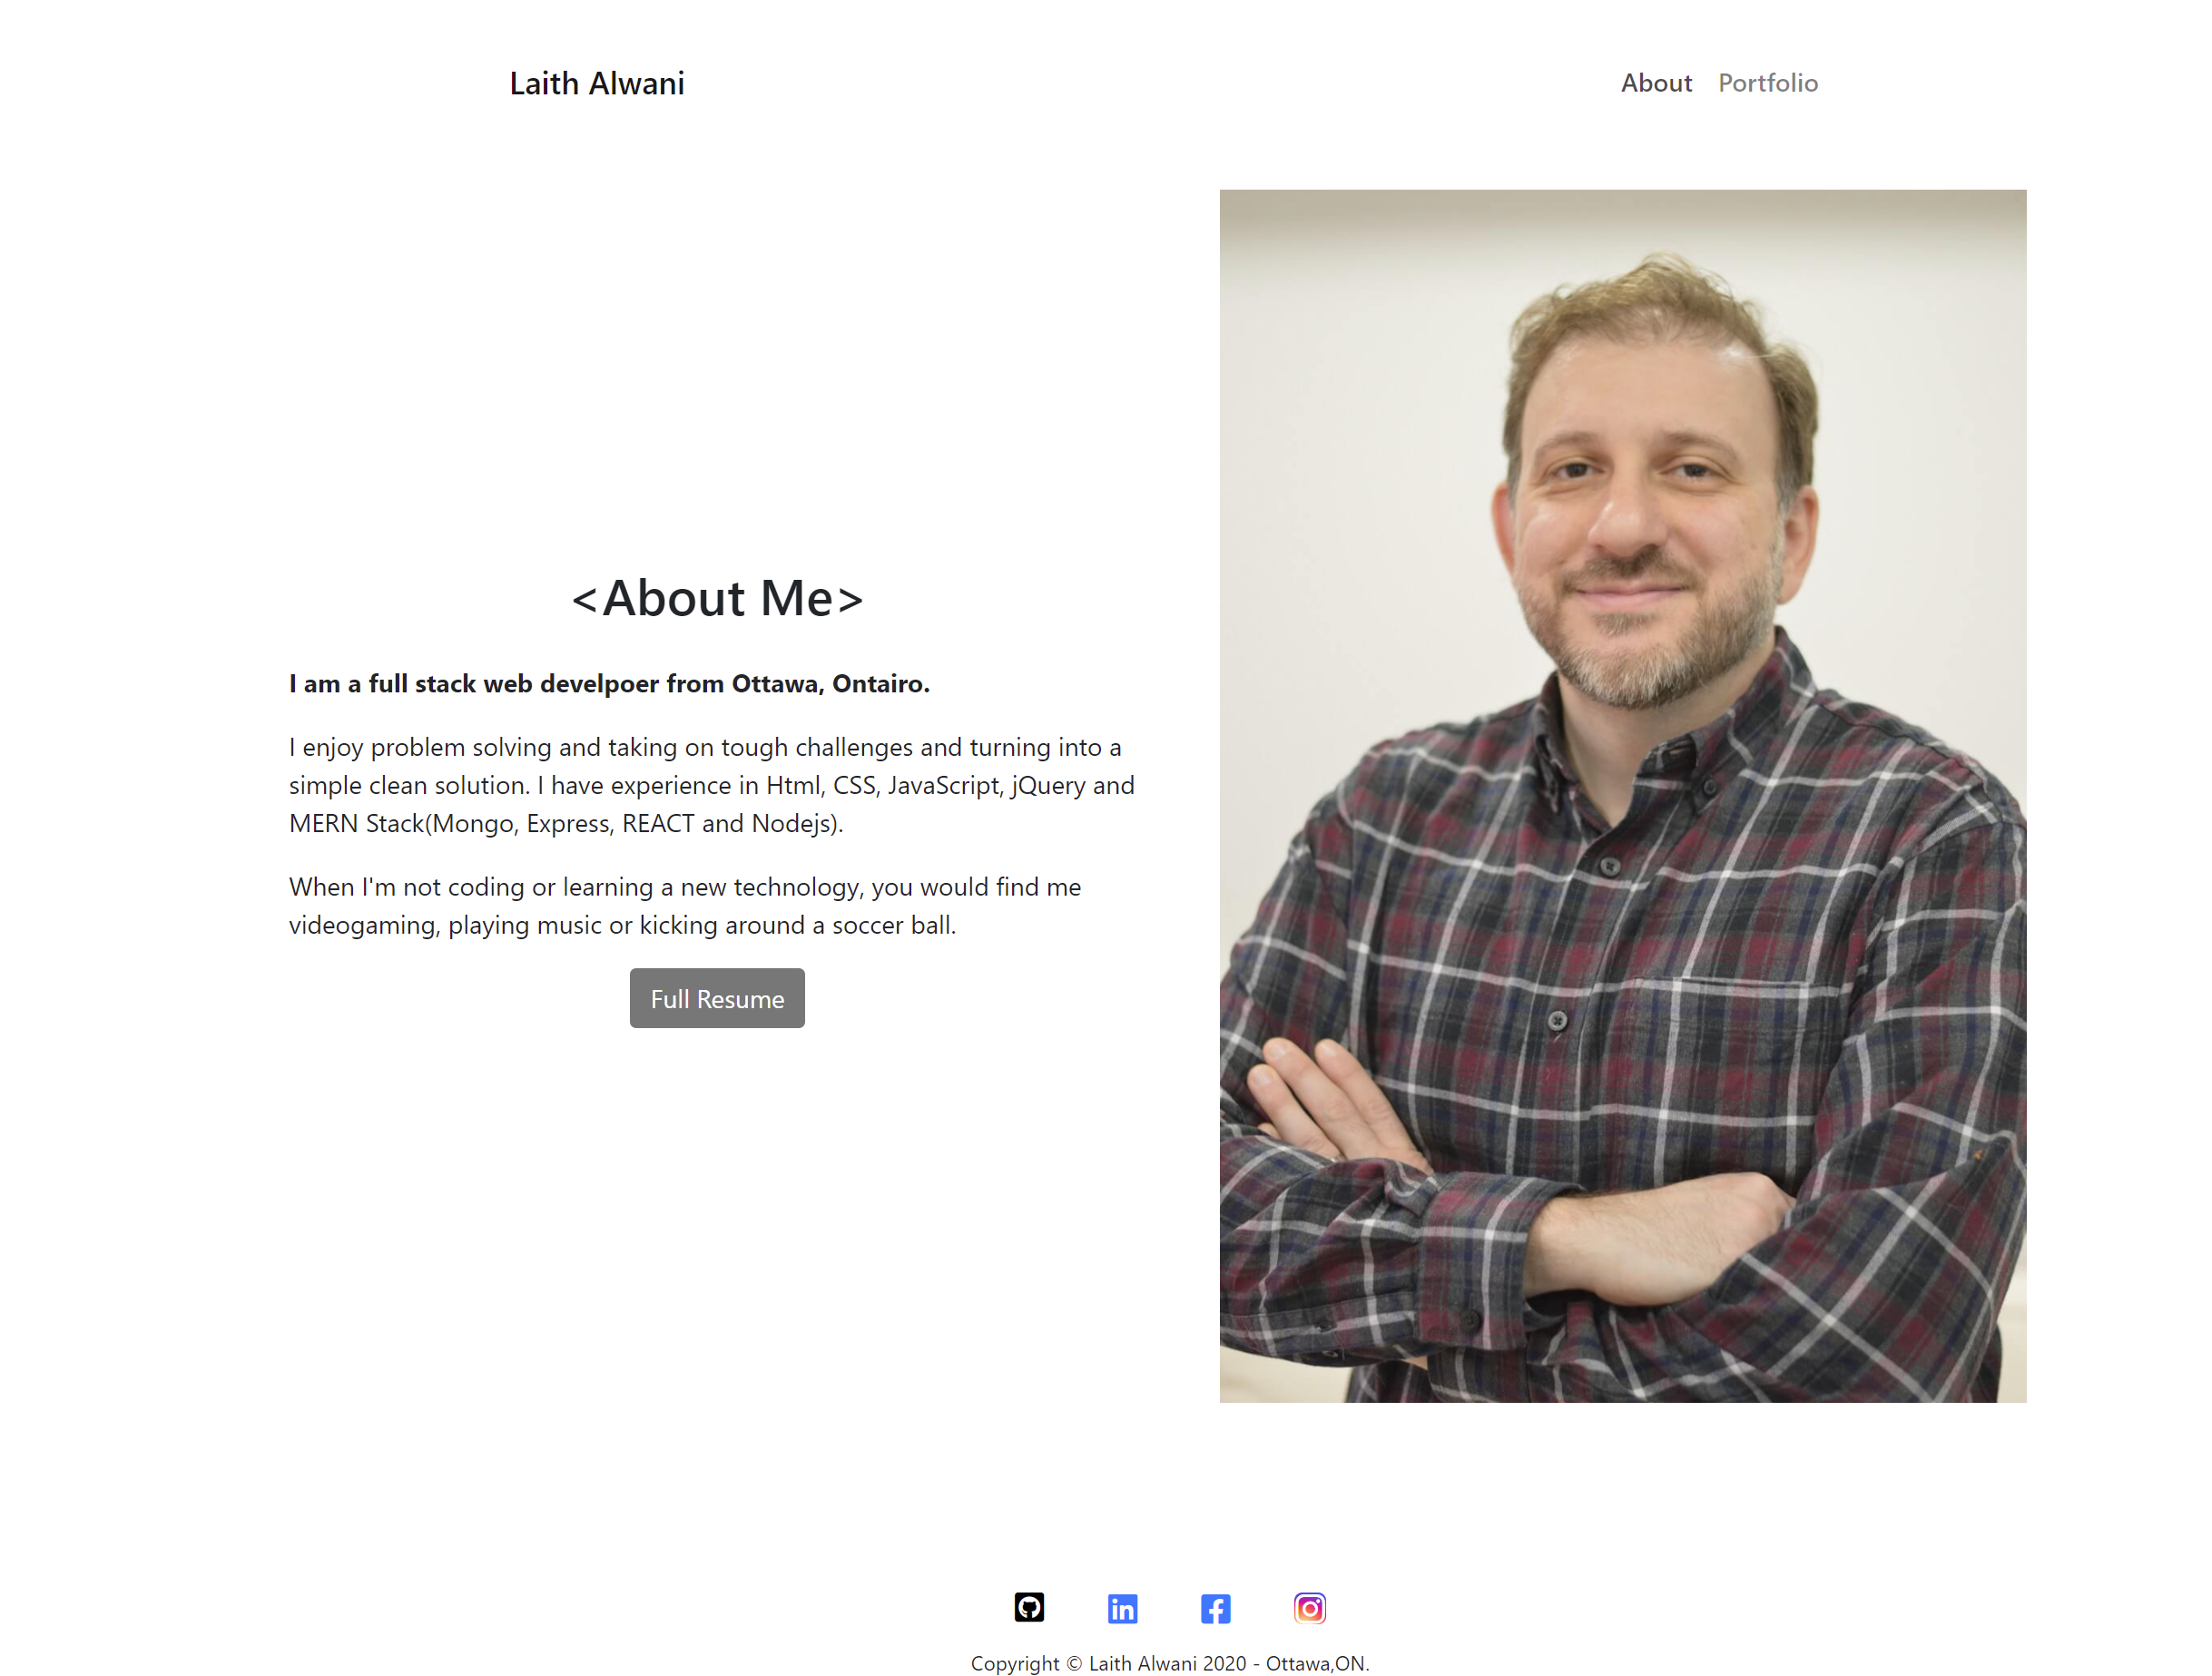 Laith Alwani
About Portfolio
<About Me>
I am a full stack web develpoer from Ottawa, Ontairo.
I enjoy problem solving and taking on tough challenges and turning into a
simple clean solution. I have experience in Html, CSS, JavaScript, jQuery and
MERN Stack(Mongo, Express, REACT and Nodejs).
When I'm not coding or learning a new technology, you would find me
videogaming, playing music or kicking around a soccer ball.
Full Resume
in
Copyright © Laith Alwani 2020 - Ottawa,ON.